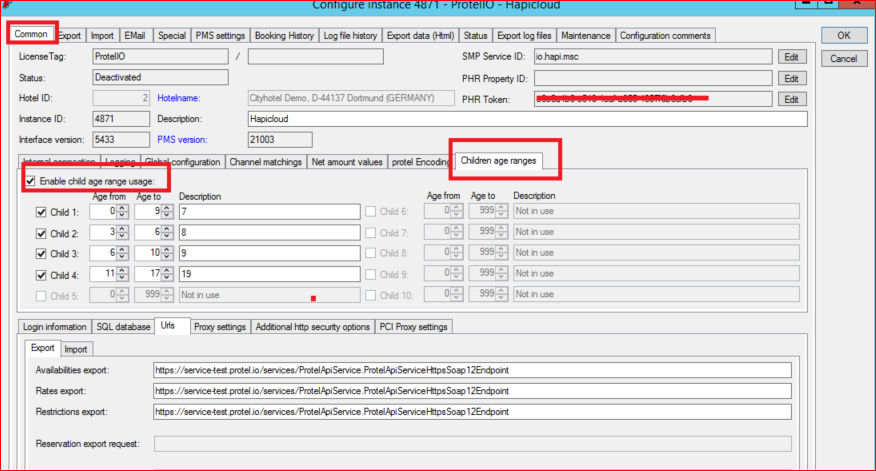 Configure instance 4871 - ProtelIO - Hapicloud
Common Export Import EMail Special PMS settings Booking History Log file history Export data (Html) Status Export log files Maintenance Configuration comments
OK
Cancel
LicenseTag: ProtelIO / SMP Service ID: io.hapi.msc Edit
Status: Deactivated PHR Property ID: Edit
Hotel ID: 2 Hotelname: Cityhotel Demo, D-44137 Dortmund (GERMANY) PHR Token: Edit
Instance ID: 4871 Description: Hapicloud
Interface version: 5433 PMS version: 21003
Internal connection Logging Global configuration Channel matchings Net amount values protel Encoding Children age ranges
Enable child age range usage:
Age from Age to Description Age from Age to Description
Child 1: 0 9 7 Child 6: 0 999 Not in use
Child 2: 3 6 8 Child 7: 0 999 Not in use
Child 3: 6 10 9 Child 8: 0 999 Not in use
Child 4: 11 17 19 Child 9: 0 999 Not in use
Child 5: 0 999 Not in use Child 10: 0 999 Not in use
Login information SQL database Urls Proxy settings Additional http security options PCI Proxy settings
Export Import
Availabilities export: https://service-test.protel.io/services/ProtelApiService.ProtelApiServiceHttpsSoap12Endpoint
Rates export: https://service-test.protel.io/services/ProtelApiService.ProtelApiServiceHttpsSoap12Endpoint
Restrictions export: https://service-test.protel.io/services/ProtelApiService.ProtelApiServiceHttpsSoap12Endpoint
Reservation export request: